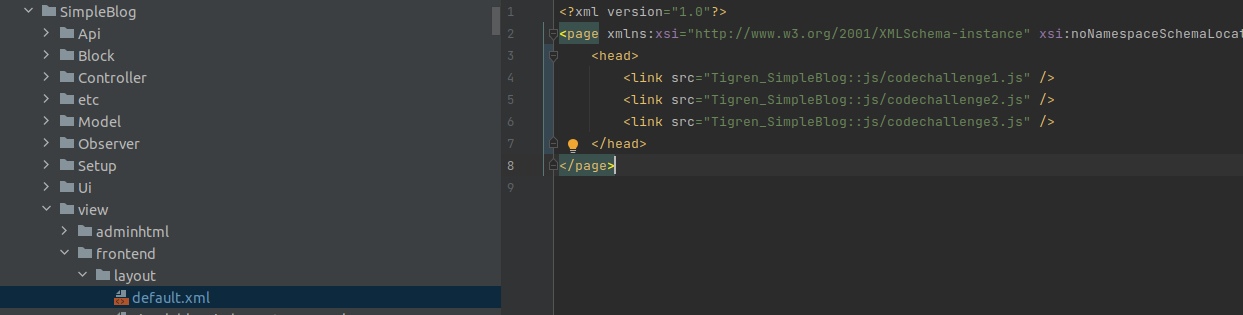 SimpleBlog
Api
Block
Controller
etc
Model
Observer
Setup
Ui
view
adminhtml
frontend
layout
default.xml
1 <?xml version="1.0"?>
2 <page xmlns:xsi="http://www.w3.org/2001/XMLSchema-instance" xsi:noNamespaceSchemaLocat
3 <head>
4 <link src="Tigren_SimpleBlog::js/codechallenge1.js" />
5 <link src="Tigren_SimpleBlog::js/codechallenge2.js" />
6 <link src="Tigren_SimpleBlog::js/codechallenge3.js" />
7 </head>
8 </page>
9